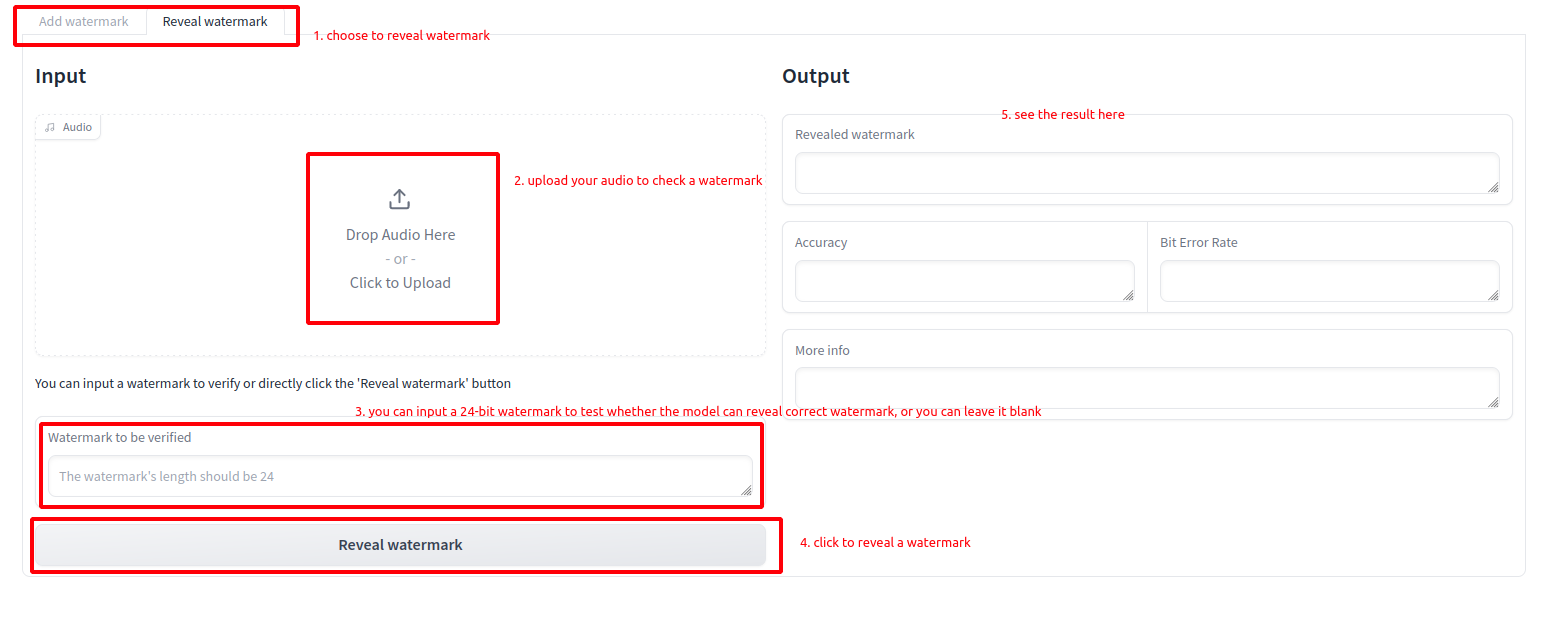 Add watermark
Reveal watermark
1. choose to reveal watermark
Input
Audio
2. upload your audio to check a watermark
Drop Audio Here
- or -
Click to Upload
You can input a watermark to verify or directly click the 'Reveal watermark' button
3. you can input a 24-bit watermark to test whether the model can reveal correct watermark, or you can leave it blank
Watermark to be verified
The watermark's length should be 24
Reveal watermark
4. click to reveal a watermark
Output
5. see the result here
Revealed watermark
Accuracy
Bit Error Rate
More info